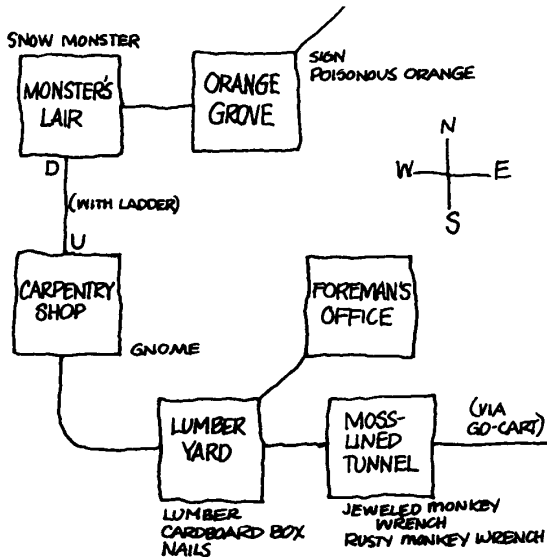 SNOW MONSTER
MONSTER'S
LAIR
ORANGE
GROVE
SIGN
POISONOUS ORANGE
N
W
E
S
D
(WITH LADDER)
U
CARPENTRY
SHOP
GNOME
FOREMAN'S
OFFICE
LUMBER
YARD
LUMBER
CARDBOARD BOX
NAILS
MOSS-
LINED
TUNNEL
(VIA
GO-CART)
JEWELED MONKEY
WRENCH
RUSTY MONKEY WRENCH